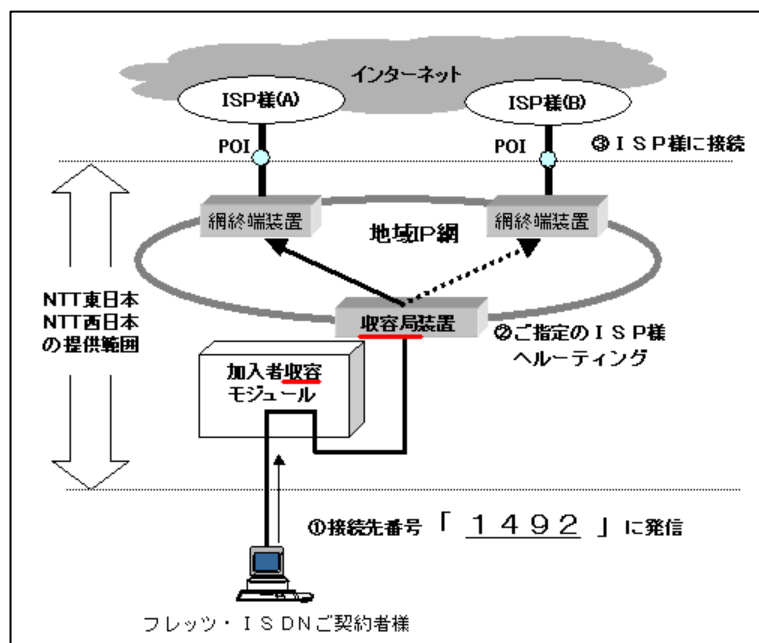 インターネット
ISP様(A)
ISP様(B)
POI
POI
③ＩＳＰ様に接続
網終端装置
網終端装置
地域IP網
NTT東日本
NTT西日本
の提供範囲
収容局装置
②ご指定のＩＳＰ様
へルーティング
加入者収容
モジュール
①接続先番号「 １４９２ 」に発信
フレッツ・ＩＳＤＮご契約者様